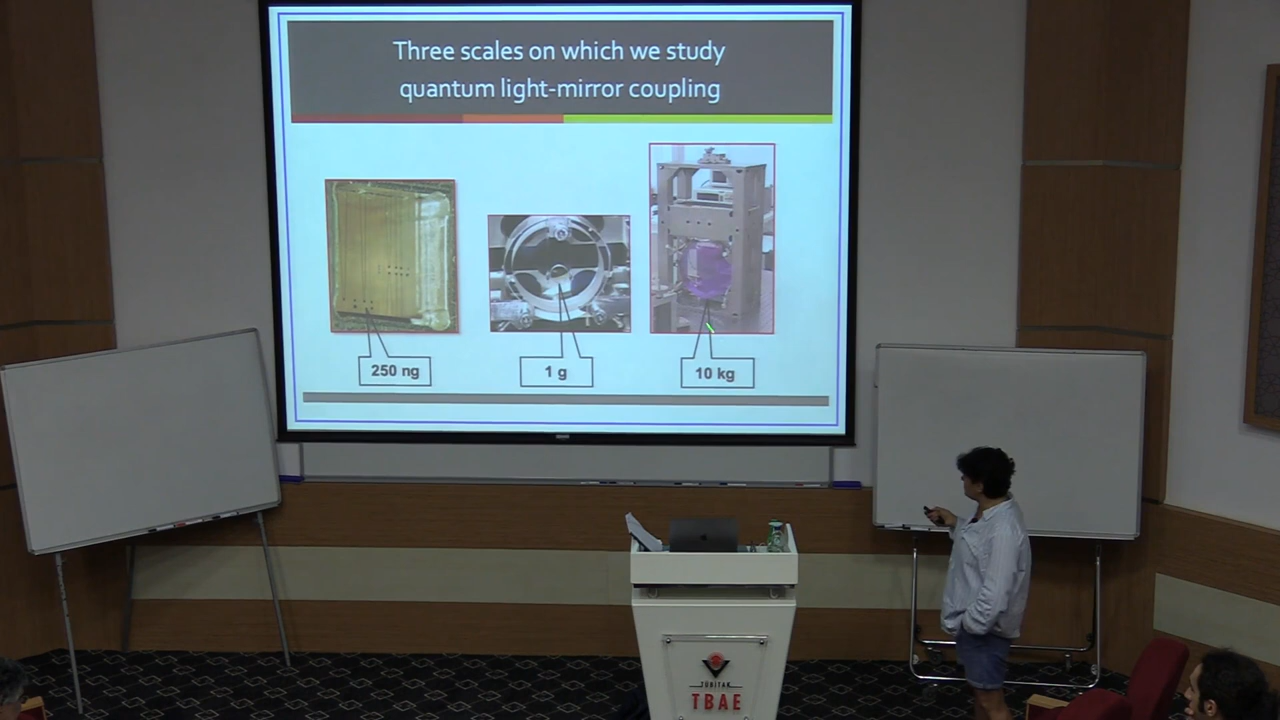 Three scales on which we study
quantum light-mirror coupling
250 ng
1 g
10 kg
TÜBİTAK
TBAE